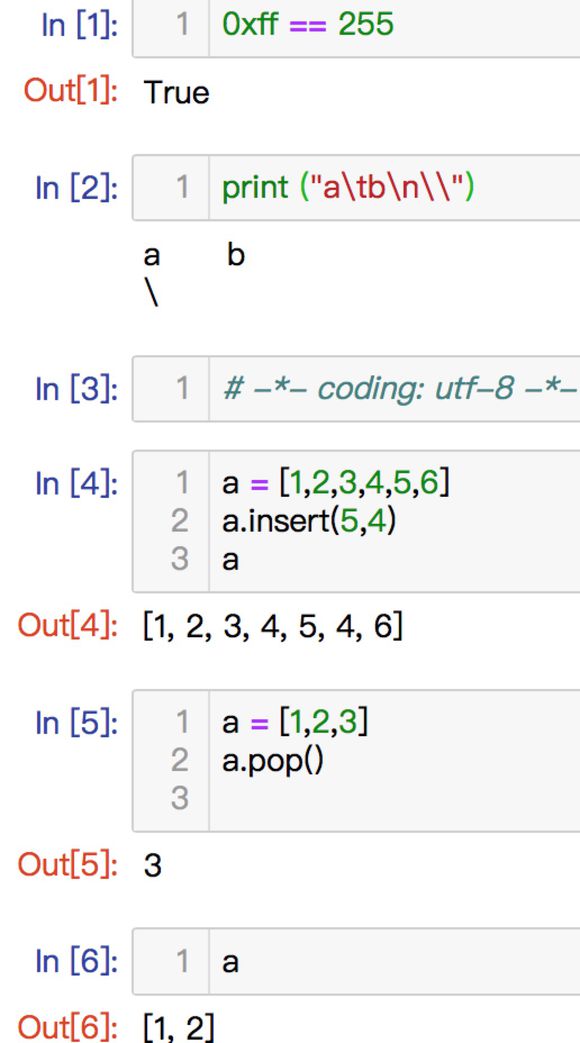 In [1]: 1 0xff == 255
Out[1]: True
In [2]: 1 print ("a\tb\n\\")
a b
\
In [3]: 1 # -*- coding: utf-8 -*-
In [4]: 1 a = [1,2,3,4,5,6]
2 a.insert(5,4)
3 a
Out[4]: [1, 2, 3, 4, 5, 4, 6]
In [5]: 1 a = [1,2,3]
2 a.pop()
3
Out[5]: 3
In [6]: 1 a
Out[6]: [1, 2]